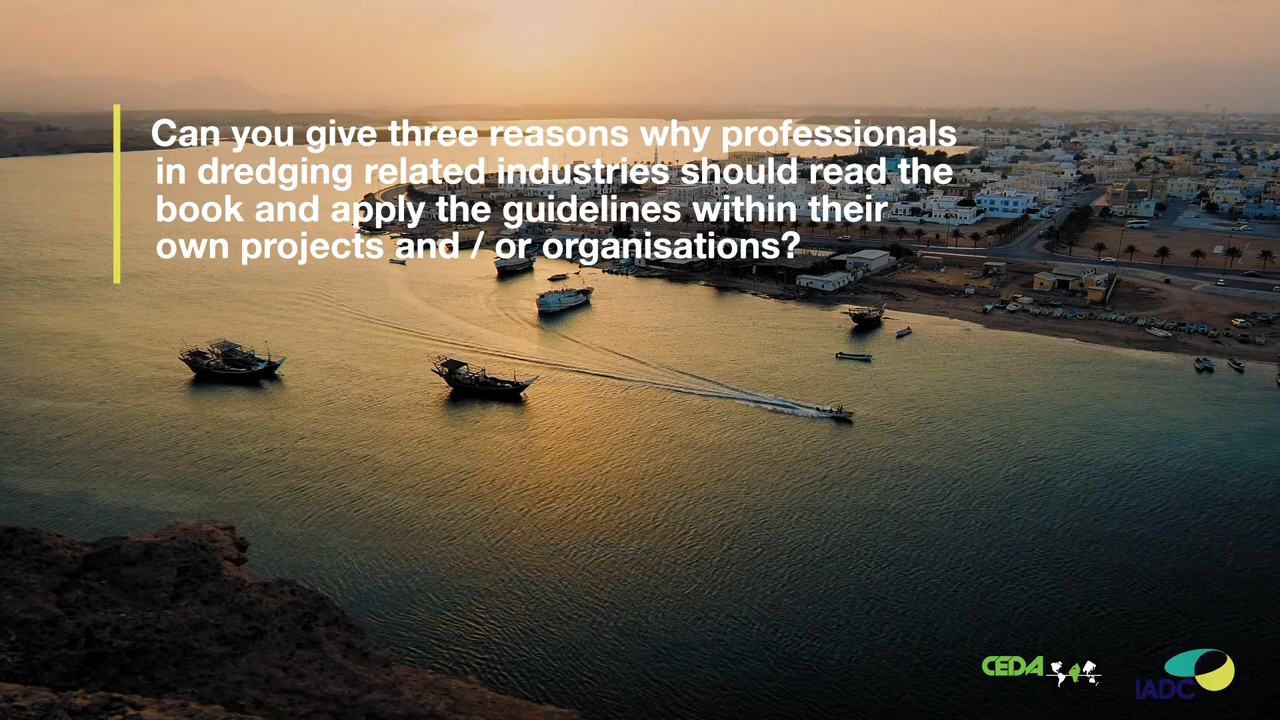 Can you give three reasons why professionals
in dredging related industries should read the
book and apply the guidelines within their
own projects and / or organisations?
CEDA
IADC